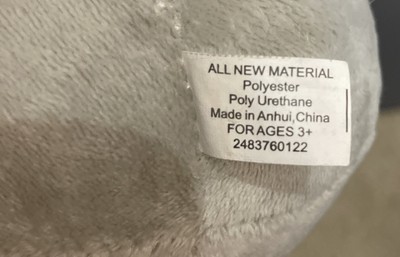 ALL NEW MATERIAL
Polyester
Poly Urethane
Made in Anhui,China
FOR AGES 3+
2483760122